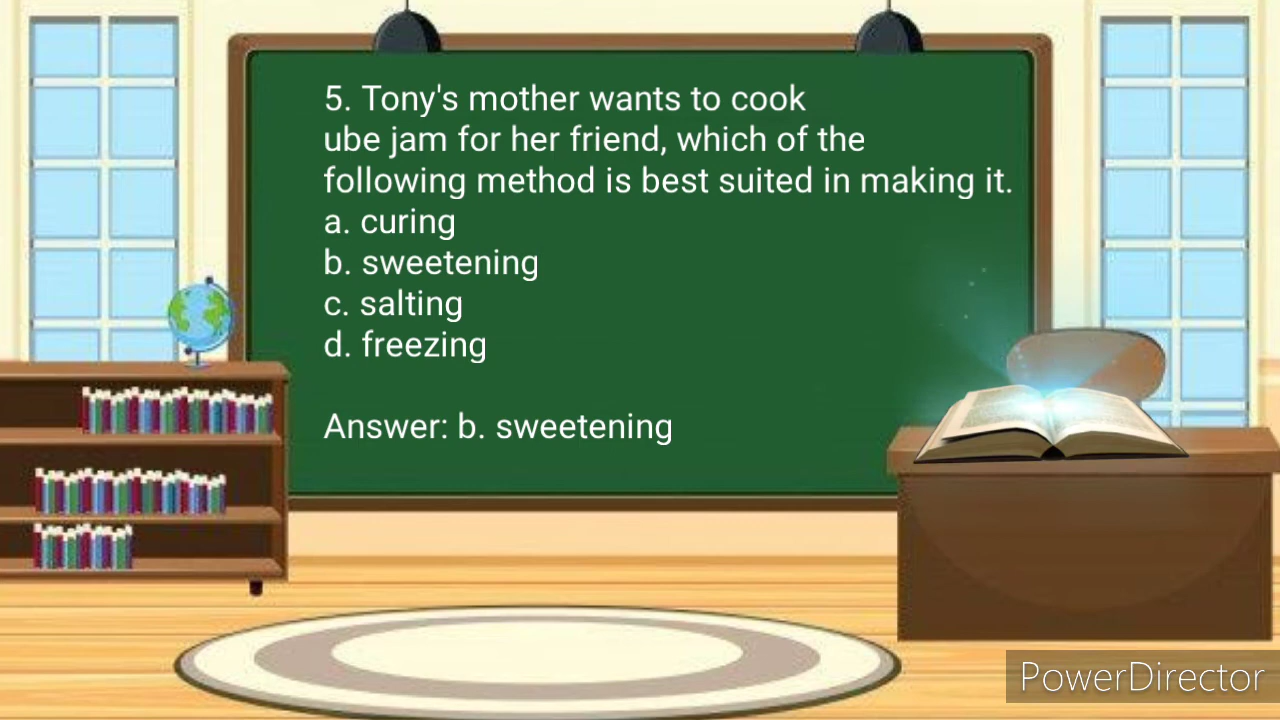 5. Tony's mother wants to cook
ube jam for her friend, which of the
following method is best suited in making it.
a. curing
b. sweetening
c. salting
d. freezing
Answer: b. sweetening
PowerDirector